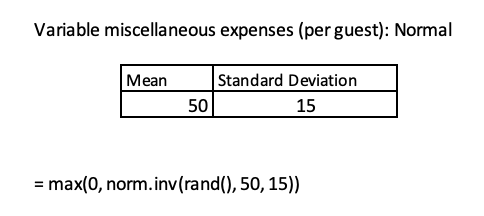 Variable miscellaneous expenses (per guest): Normal
Mean Standard Deviation
50 15
= max(0, norm.inv(rand(), 50, 15))